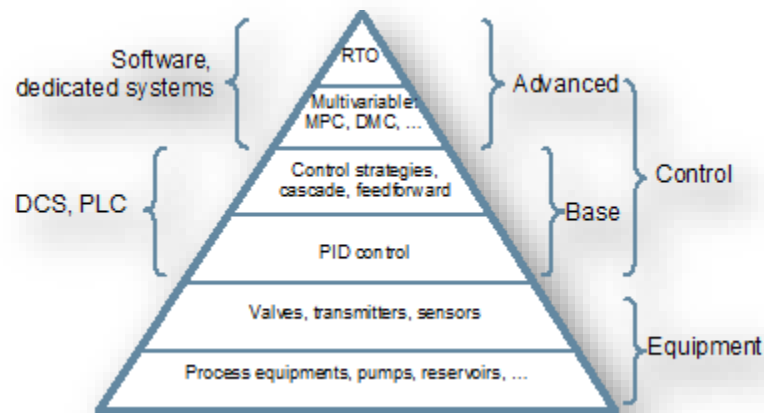 RTO
Software,
dedicated systems
Advanced
Multivariable:
MPC, DMC, ...
Control strategies,
cascade, feedforward
Control
DCS, PLC
Base
PID control
Valves, transmitters, sensors
Equipment
Process equipments, pumps, reservoirs, ...